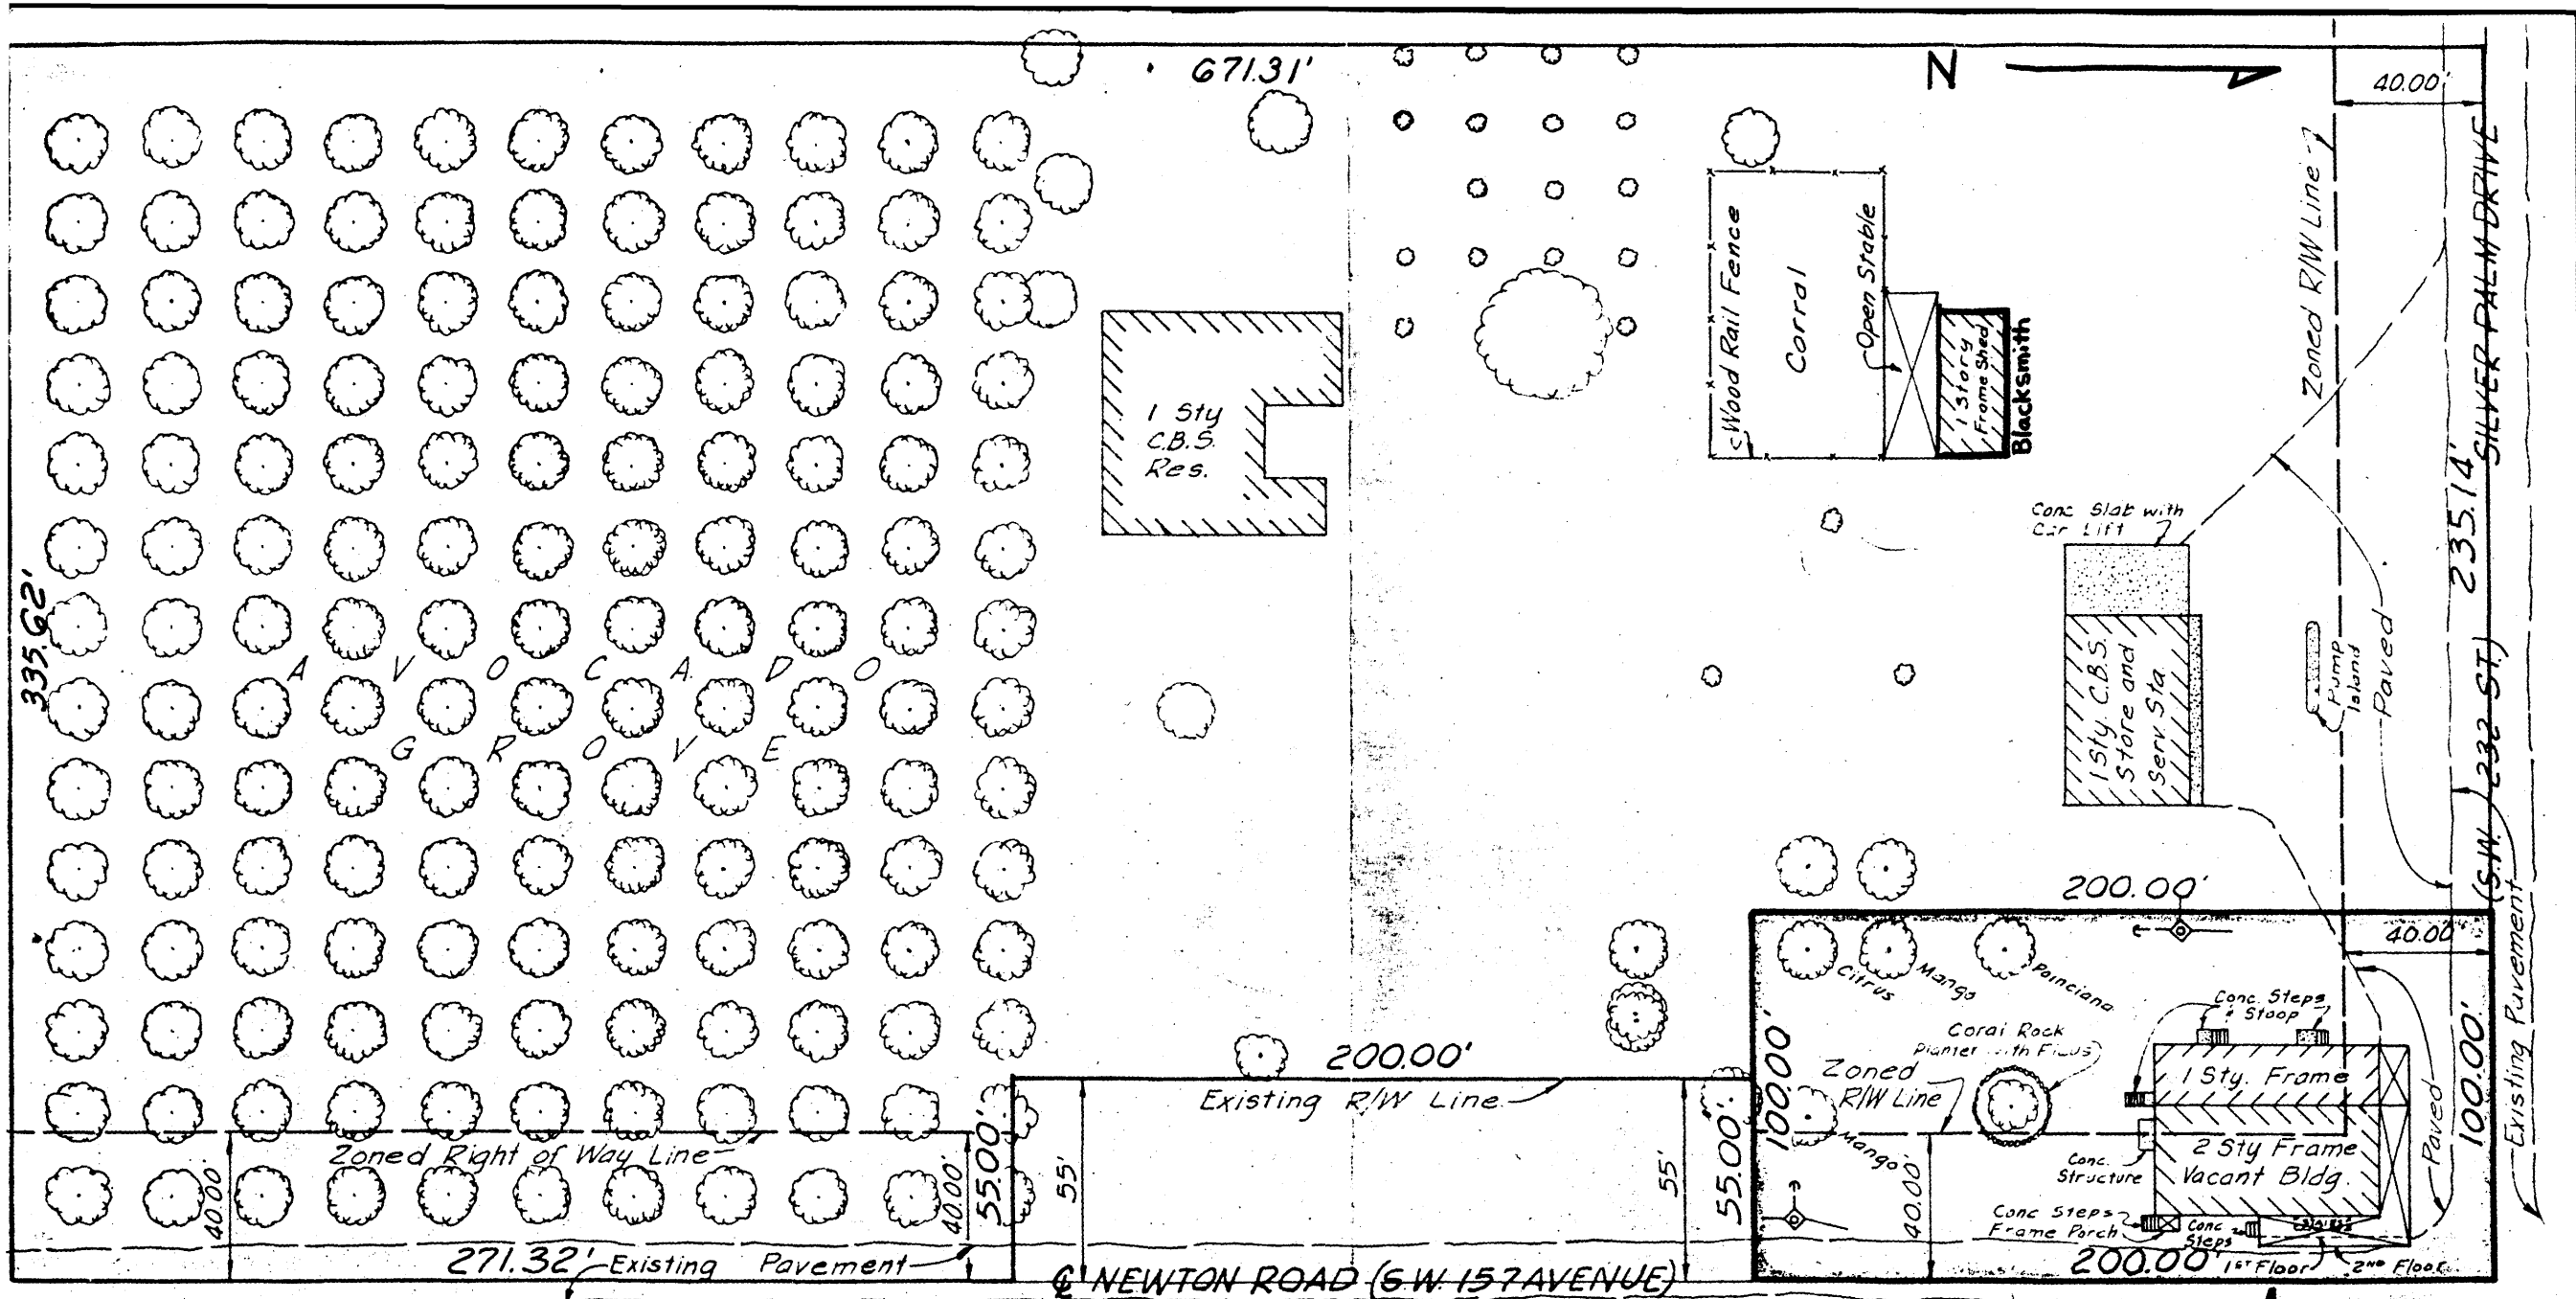 671.31'
N
40.00'
Zoned R/W Line
SILVER PALM DRIVE
(S.W. 232 ST.)
235.14'
Wood Rail Fence
Corral
Open Stable
1 Story
Frame Shed
Blacksmith
1 Sty
C.B.S.
Res.
Conc Slab with
Car Lift
1 Sty. C.B.S.
Store and
Serv Sta.
Pump
Island
Paved
335.62'
AVOCADO
GROVE
200.00'
40.00'
Citrus
Mango
Poinciana
Conc. Steps
& Stoop
Coral Rock
Planter with Ficus
100.00'
Zoned
R/W Line
1 Sty. Frame
2 Sty Frame
Vacant Bldg.
Paved
100.00'
Existing Pavement
200.00'
Existing R/W Line
Mango
Conc.
Structure
Zoned Right of Way Line
40.00'
40.00'
55.00'
55'
55'
55.00'
40.00'
Conc Steps
Frame Porch
Conc
Steps
271.32'
Existing Pavement
℄ NEWTON ROAD (S.W. 157 AVENUE)
200.00'
1ST Floor
2ND Floor